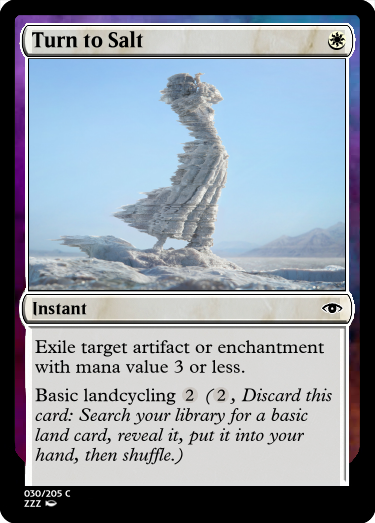 Turn to Salt
Instant
Exile target artifact or enchantment
with mana value 3 or less.
Basic landcycling 2 (2, Discard this
card: Search your library for a basic
land card, reveal it, put it into your
hand, then shuffle.)
030/205 C
ZZZ